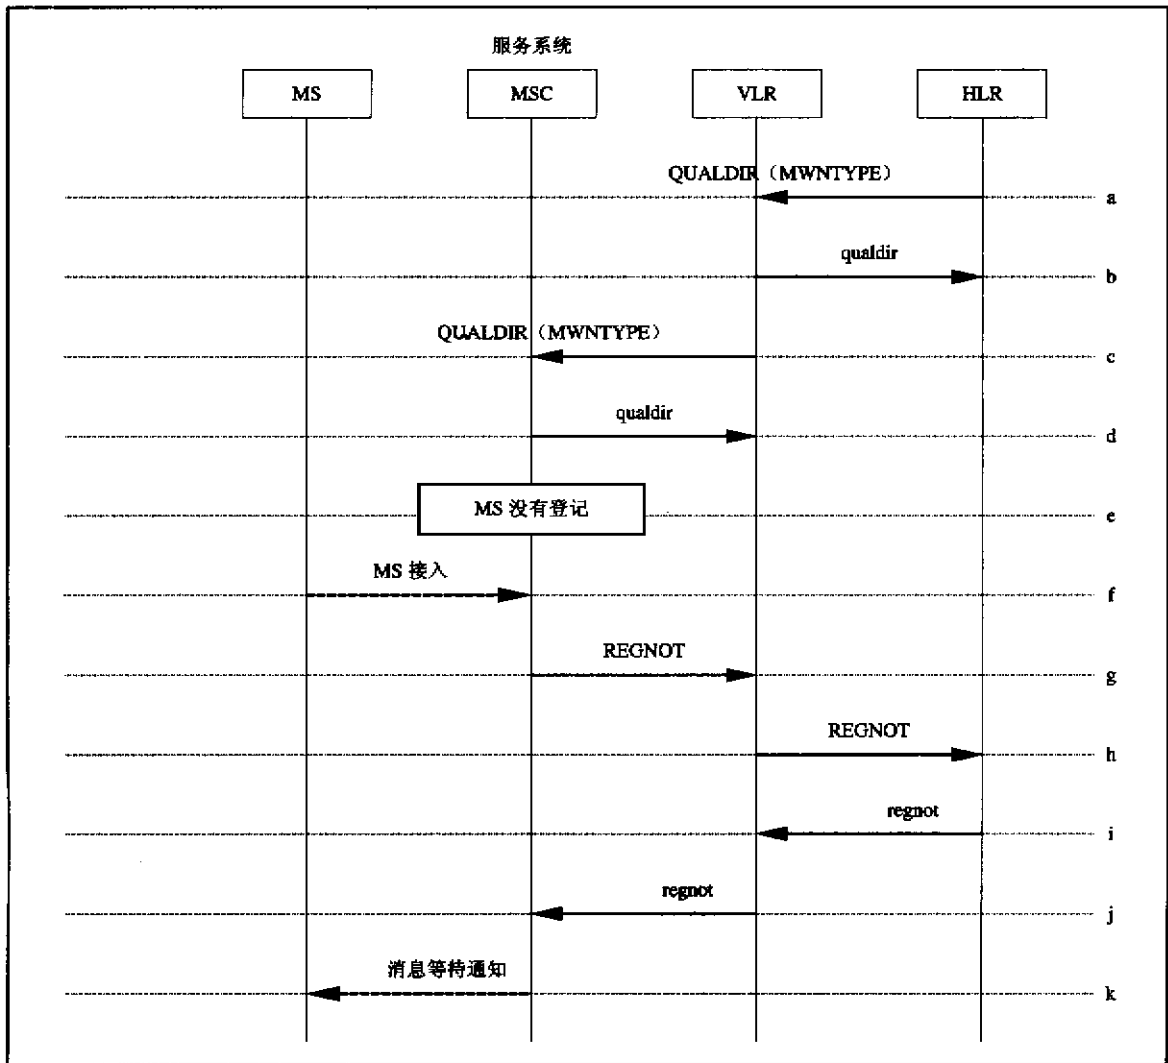 服务系统
MS MSC VLR HLR
QUALDIR（MWNTYPE）
a
qualdir
b
QUALDIR（MWNTYPE）
c
qualdir
d
MS 没有登记
e
MS 接入
f
REGNOT
g
REGNOT
h
regnot
i
regnot
j
消息等待通知
k